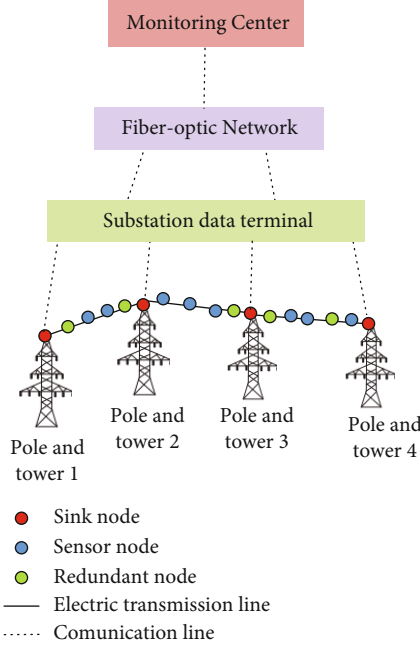 Monitoring Center
Fiber-optic Network
Substation data terminal
Pole and
tower 1
Pole and
tower 2
Pole and
tower 3
Pole and
tower 4
Sink node
Sensor node
Redundant node
Electric transmission line
Comunication line